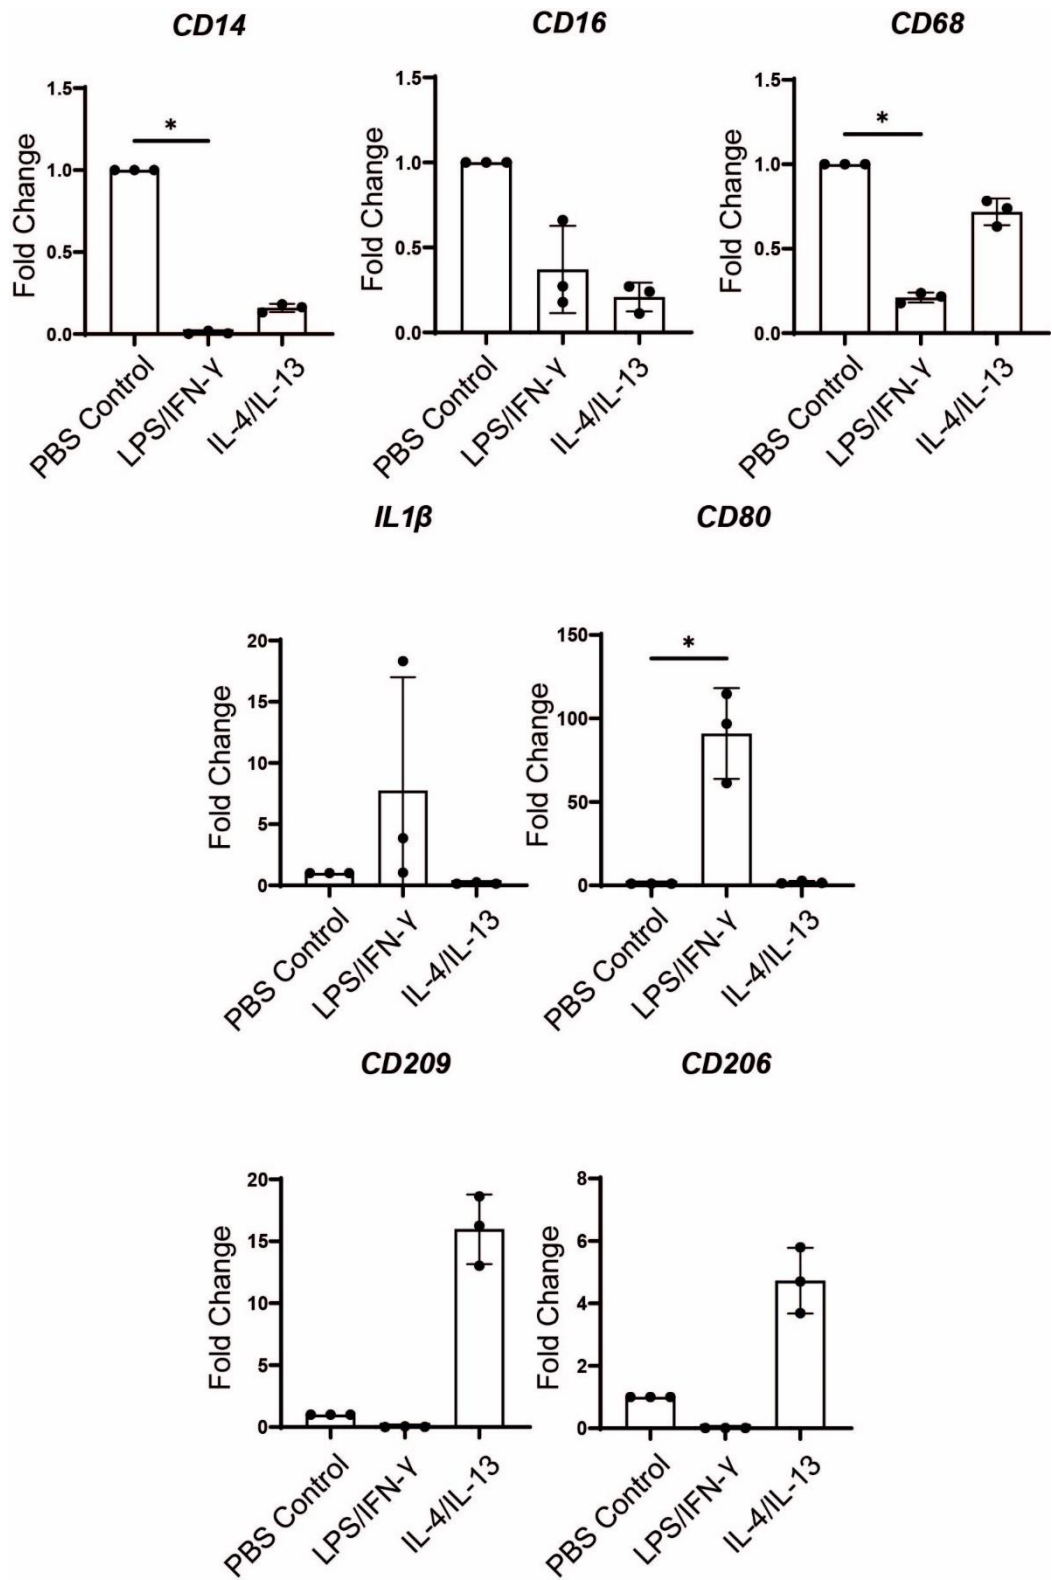 CD14 CD16 CD68
Fold Change
1.5
1.0
0.5
0.0
*
PBS Control
LPS/IFN-γ
IL-4/IL-13
Fold Change
1.5
1.0
0.5
0.0
PBS Control
LPS/IFN-γ
IL-4/IL-13
Fold Change
1.5
1.0
0.5
0.0
*
PBS Control
LPS/IFN-γ
IL-4/IL-13
IL1β CD80
Fold Change
20
15
10
5
0
PBS Control
LPS/IFN-γ
IL-4/IL-13
Fold Change
150
100
50
0
*
PBS Control
LPS/IFN-γ
IL-4/IL-13
CD209 CD206
Fold Change
20
15
10
5
0
PBS Control
LPS/IFN-γ
IL-4/IL-13
Fold Change
8
6
4
2
0
PBS Control
LPS/IFN-γ
IL-4/IL-13